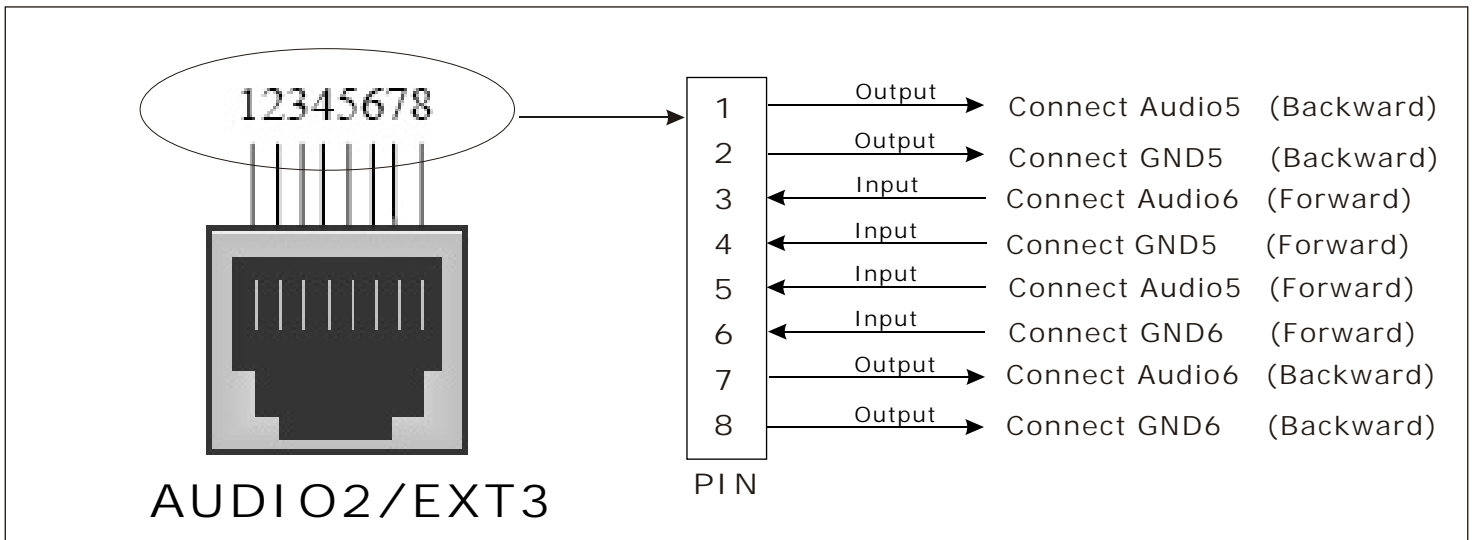 12345678
1 Output Connect Audio5 (Backward)
2 Output Connect GND5 (Backward)
3 Input Connect Audio6 (Forward)
4 Input Connect GND5 (Forward)
5 Input Connect Audio5 (Forward)
6 Input Connect GND6 (Forward)
7 Output Connect Audio6 (Backward)
8 Output Connect GND6 (Backward)
PIN
AUDIO2/EXT3